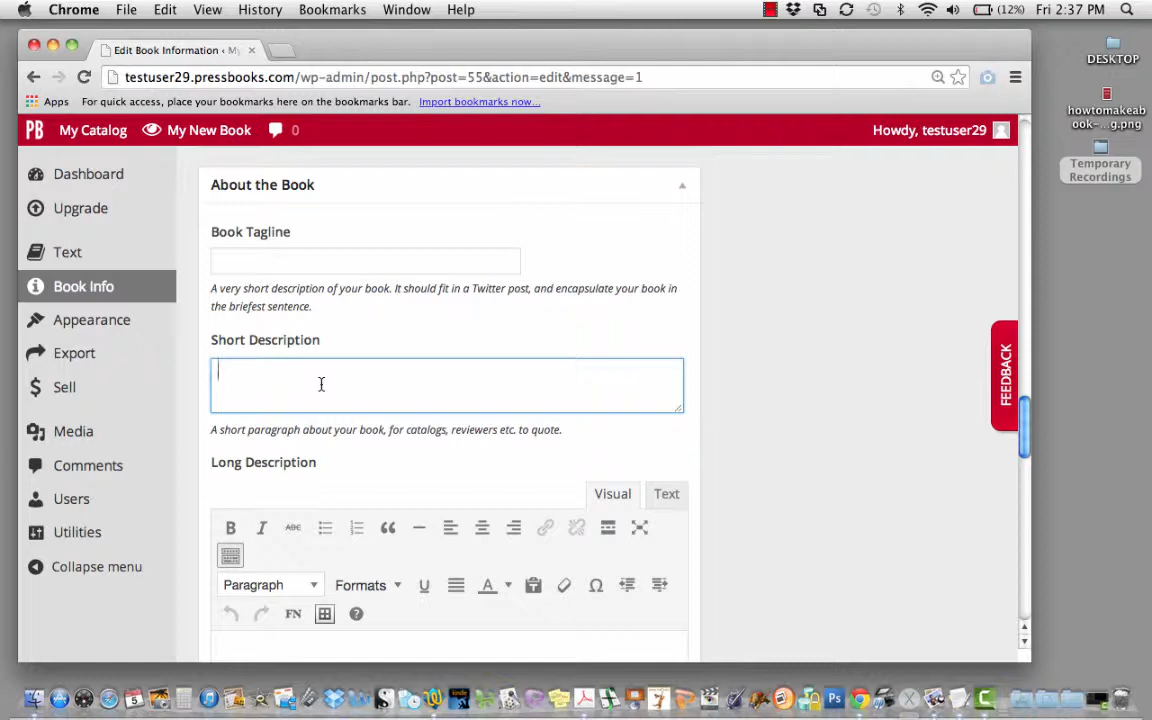 Chrome File Edit View History Bookmarks Window Help (12%) Fri 2:37 PM
Edit Book Information ‹ My
testuser29.pressbooks.com/wp-admin/post.php?post=55&action=edit&message=1
Apps For quick access, place your bookmarks here on the bookmarks bar. Import bookmarks now...
PB My Catalog My New Book 0 Howdy, testuser29
DESKTOP
howtomakeab
ook-...g.png
Temporary
Recordings
Dashboard
Upgrade
Text
Book Info
Appearance
Export
Sell
Media
Comments
Users
Utilities
Collapse menu
About the Book
Book Tagline
A very short description of your book. It should fit in a Twitter post, and encapsulate your book in
the briefest sentence.
Short Description
A short paragraph about your book, for catalogs, reviewers etc. to quote.
Long Description
Visual Text
B I ABC
Paragraph Formats U A Ω
FN
FEEDBACK